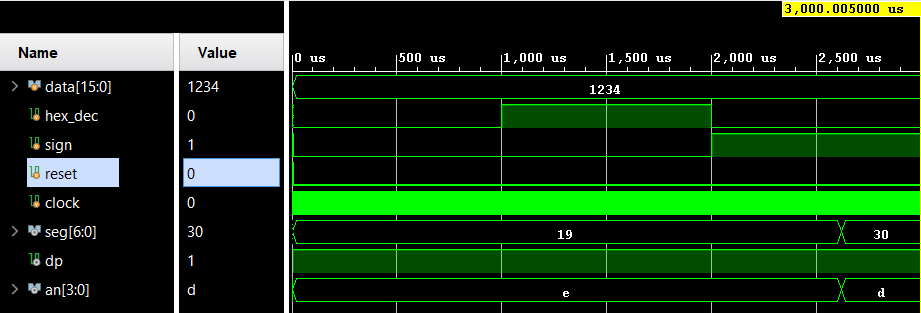 3,000.005000 us
Name Value
0 us 500 us 1,000 us 1,500 us 2,000 us 2,500 us
data[15:0] 1234 1234
hex_dec 0
sign 1
reset 0
clock 0
seg[6:0] 30 19 30
dp 1
an[3:0] d e d